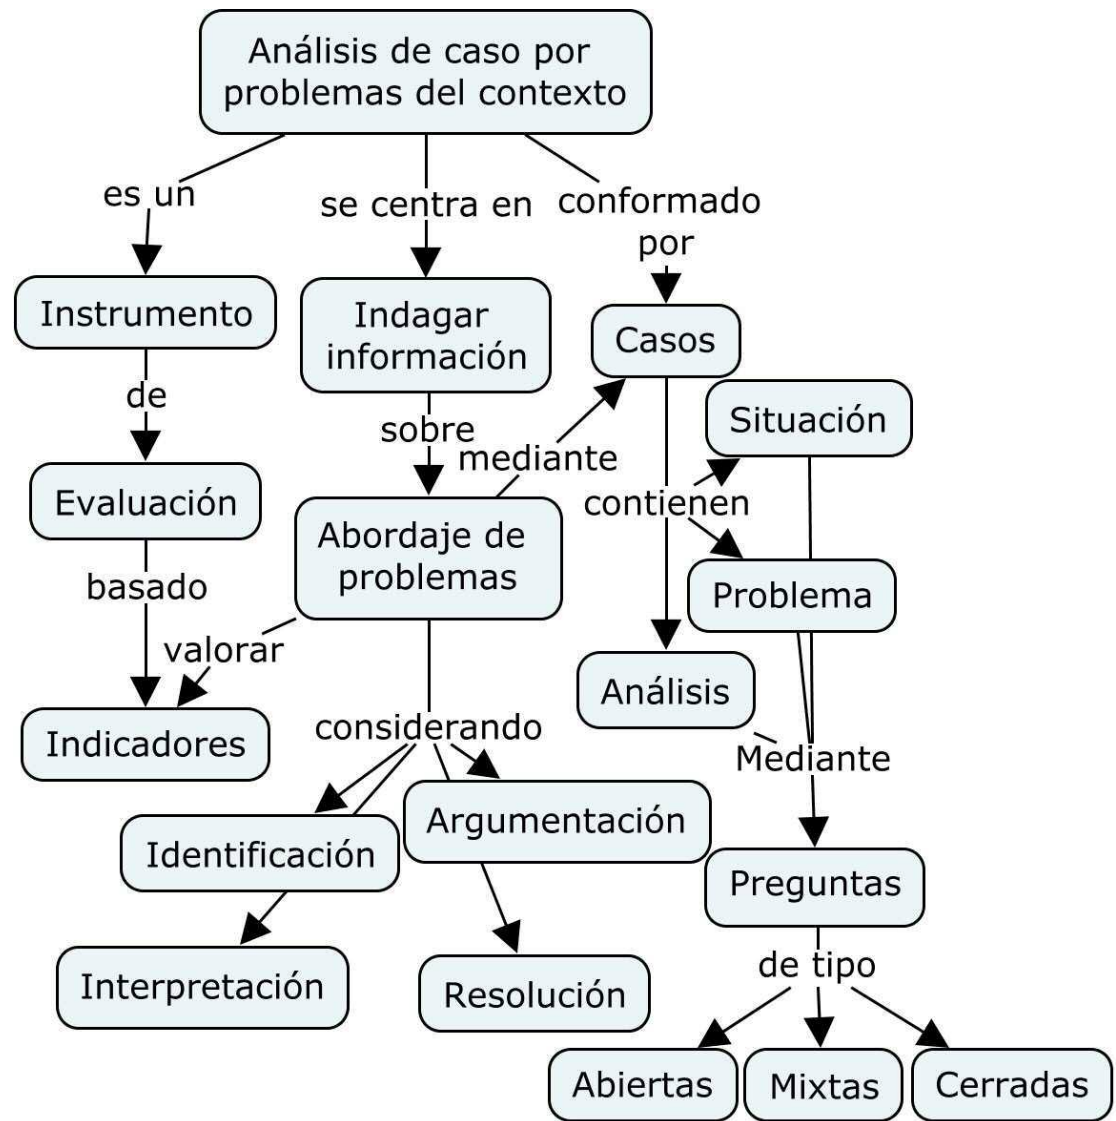 Análisis de caso por
problemas del contexto
es un
se centra en
conformado
por
Instrumento
Indagar
información
Casos
de
sobre
mediante
Situación
Evaluación
contienen
Abordaje de
problemas
basado
Problema
valorar
Análisis
Indicadores
considerando
Mediante
Identificación
Argumentación
Preguntas
Interpretación
Resolución
de tipo
Abiertas
Mixtas
Cerradas